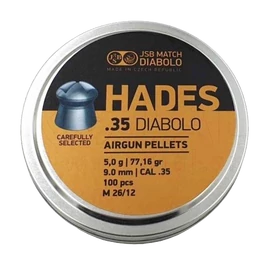 JSB MATCH
DIABOLO
MADE IN CZECH REPUBLIC
HADES
.35 DIABOLO
CAREFULLY
SELECTED
AIRGUN PELLETS
5,0 g | 77,16 gr
9.0 mm | CAL .35
100 pcs
M 26/12